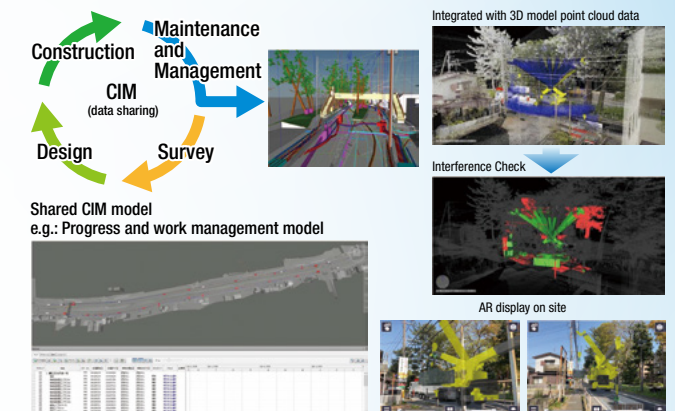 Construction
Maintenance
and
Management
CIM
(data sharing)
Design
Survey
Shared CIM model
e.g.: Progress and work management model
Integrated with 3D model point cloud data
Interference Check
AR display on site